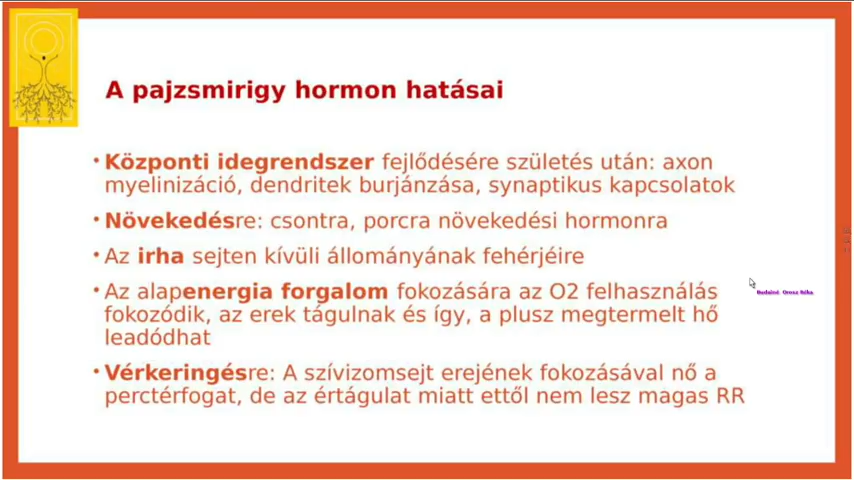 A pajzsmirigy hormon hatásai
• Központi idegrendszer fejlődésére születés után: axon
myelinizáció, dendritek burjánzása, synaptikus kapcsolatok
• Növekedésre: csontra, porcra növekedési hormonra
• Az irha sejten kívüli állományának fehérjéire
• Az alapenergia forgalom fokozására az O2 felhasználás
fokozódik, az erek tágulnak és így, a plusz megtermelt hő
leadódhat
• Vérkeringésre: A szívizomsejt erejének fokozásával nő a
perctérfogat, de az értágulat miatt ettől nem lesz magas RR